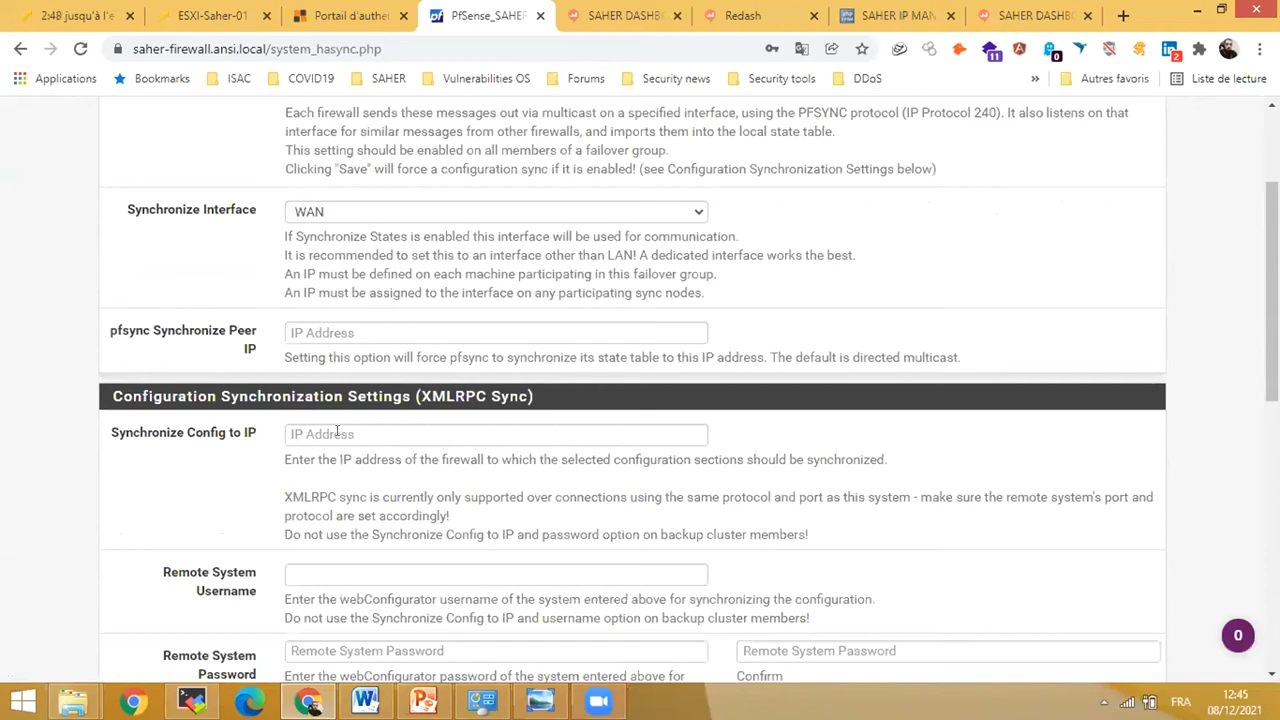 2:48 jusqu'à l'e
ESXI-Saher-01
Portail d'authe
PfSense_SAHER
SAHER DASHB
Redash
SAHER IP MAN
SAHER DASHB
saher-firewall.ansi.local/system_hasync.php
Applications
Bookmarks
ISAC
COVID19
SAHER
Vulnerabilities OS
Forums
Security news
Security tools
DDoS
»
Autres favoris
Liste de lecture
11
0
2
Each firewall sends these messages out via multicast on a specified interface, using the PFSYNC protocol (IP Protocol 240). It also listens on that
interface for similar messages from other firewalls, and imports them into the local state table.
This setting should be enabled on all members of a failover group.
Clicking "Save" will force a configuration sync if it is enabled! (see Configuration Synchronization Settings below)
Synchronize Interface
WAN
If Synchronize States is enabled this interface will be used for communication.
It is recommended to set this to an interface other than LAN! A dedicated interface works the best.
An IP must be defined on each machine participating in this failover group.
An IP must be assigned to the interface on any participating sync nodes.
pfsync Synchronize Peer
IP
IP Address
Setting this option will force pfsync to synchronize its state table to this IP address. The default is directed multicast.
Configuration Synchronization Settings (XMLRPC Sync)
Synchronize Config to IP
IP Address
Enter the IP address of the firewall to which the selected configuration sections should be synchronized.
XMLRPC sync is currently only supported over connections using the same protocol and port as this system - make sure the remote system's port and
protocol are set accordingly!
Do not use the Synchronize Config to IP and password option on backup cluster members!
Remote System
Username
Enter the webConfigurator username of the system entered above for synchronizing the configuration.
Do not use the Synchronize Config to IP and username option on backup cluster members!
Remote System
Password
Remote System Password
Remote System Password
Enter the webConfigurator password of the system entered above for
Confirm
0
FRA
12:45
08/12/2021